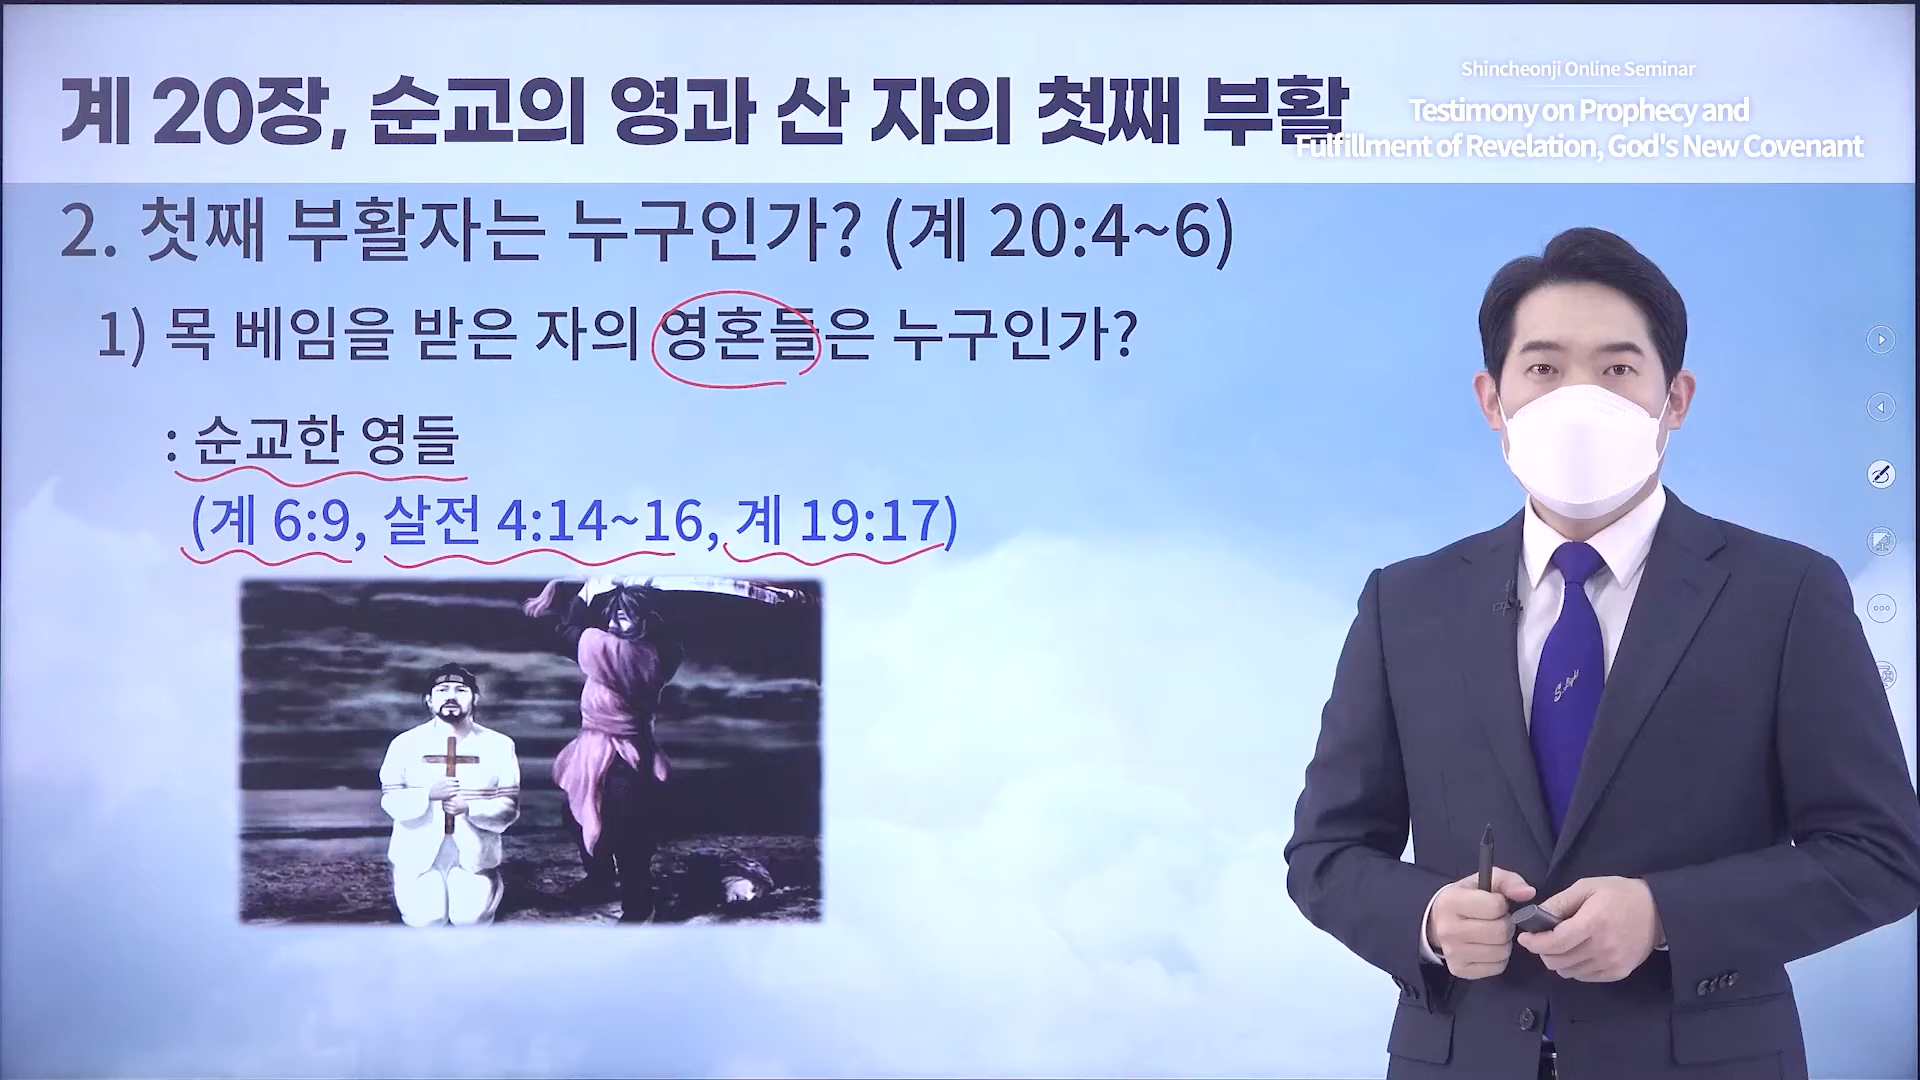 계 20장, 순교의 영과 산 자의 첫째 부활
Shincheonji Online Seminar
Testimony on Prophecy and
Fulfillment of Revelation, God's New Covenant
2. 첫째 부활자는 누구인가? (계 20:4~6)
1) 목 베임을 받은 자의 영혼들은 누구인가?
: 순교한 영들
(계 6:9, 살전 4:14~16, 계 19:17)